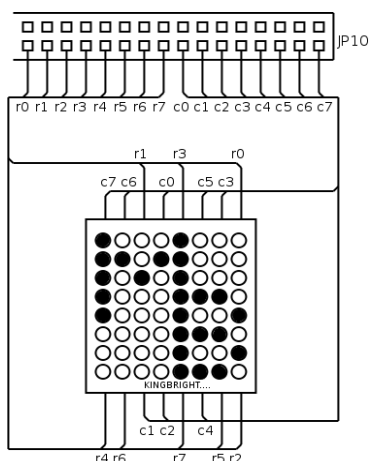 JP10
r0 r1 r2 r3 r4 r5 r6 r7 c0 c1 c2 c3 c4 c5 c6 c7
r1 r3 r0
c7 c6 c0 c5 c3
NB
KINGBRIGHT....
c1 c2 c4
r4 r6 r7 r5 r2